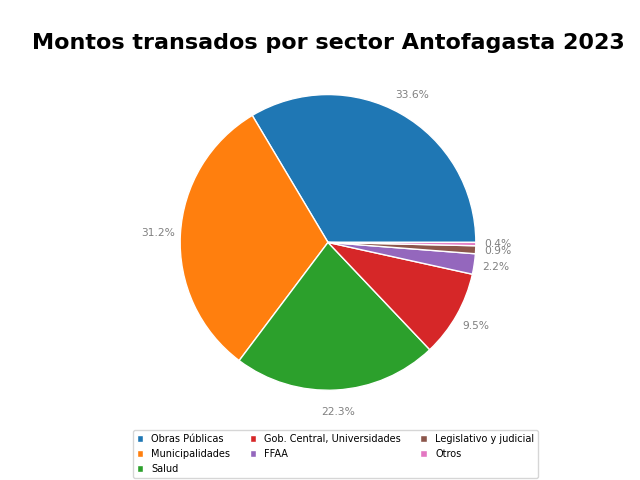 Montos transados por sector Antofagasta 2023
33.6%
31.2%
0.4%
0.9%
2.2%
9.5%
22.3%
Obras Públicas
Municipalidades
Salud
Gob. Central, Universidades
FFAA
Legislativo y judicial
Otros